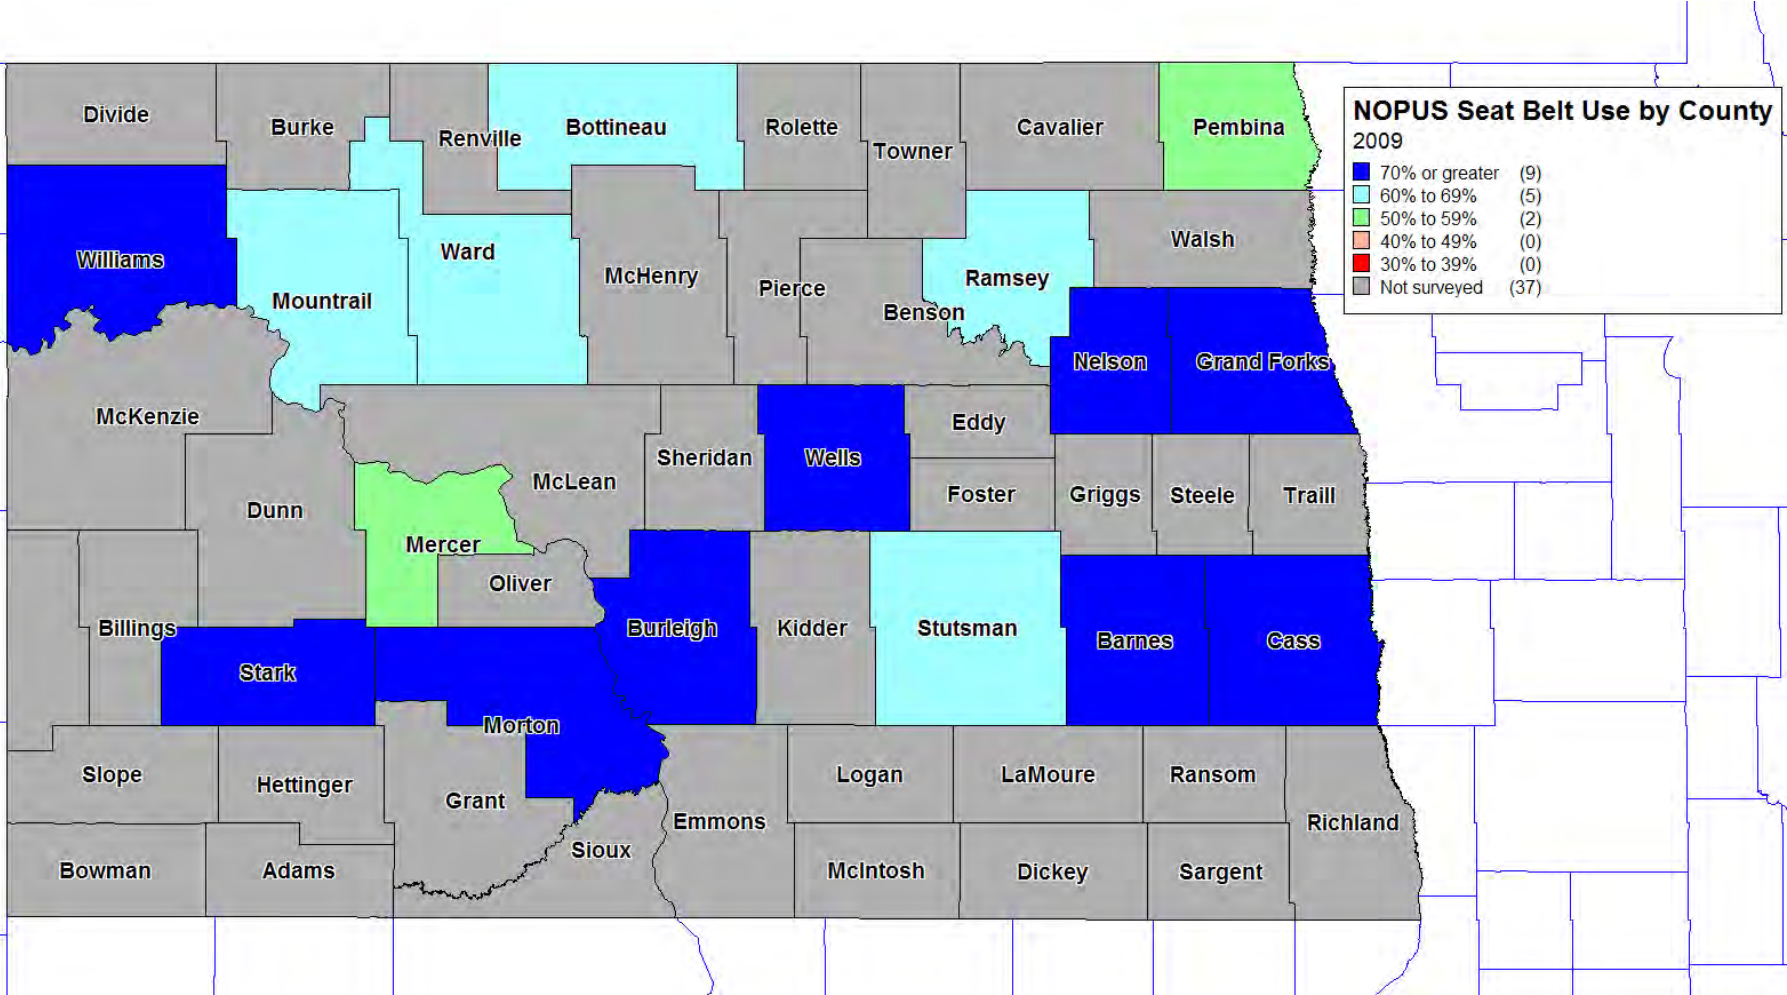 NOPUS Seat Belt Use by County
2009
70% or greater (9)
60% to 69% (5)
50% to 59% (2)
40% to 49% (0)
30% to 39% (0)
Not surveyed (37)
Divide
Burke
Renville
Bottineau
Rolette
Towner
Cavalier
Pembina
Williams
Mountrail
Ward
McHenry
Pierce
Benson
Ramsey
Walsh
Nelson
Grand Forks
McKenzie
Dunn
Mercer
McLean
Sheridan
Wells
Eddy
Foster
Griggs
Steele
Traill
Oliver
Billings
Stark
Morton
Burleigh
Kidder
Stutsman
Barnes
Cass
Slope
Hettinger
Grant
Emmons
Logan
LaMoure
Ransom
Richland
Bowman
Adams
Sioux
McIntosh
Dickey
Sargent